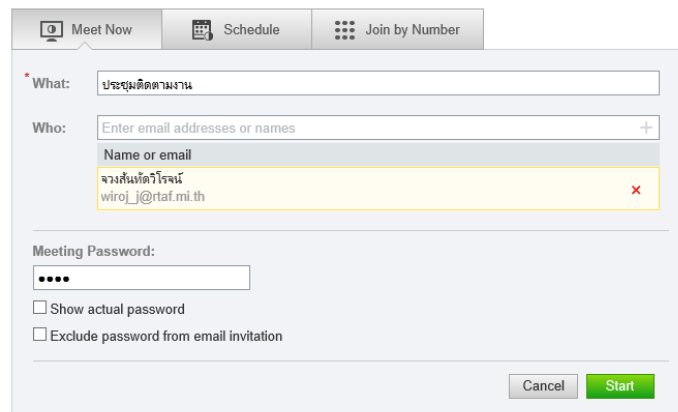 Meet Now
Schedule
Join by Number
* What:
ประชุมติดตามงาน
Who:
Enter email addresses or names
Name or email
จวงสันทัดวิโรจน์
wiroj_j@rtaf.mi.th
Meeting Password:
••••
Show actual password
Exclude password from email invitation
Cancel
Start